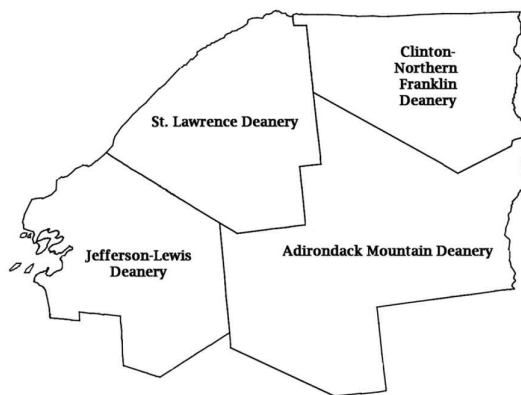 Clinton-
Northern
Franklin
Deanery
St. Lawrence Deanery
Jefferson-Lewis
Deanery
Adirondack Mountain Deanery